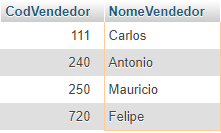 CodVendedor NomeVendedor
111 Carlos
240 Antonio
250 Mauricio
720 Felipe